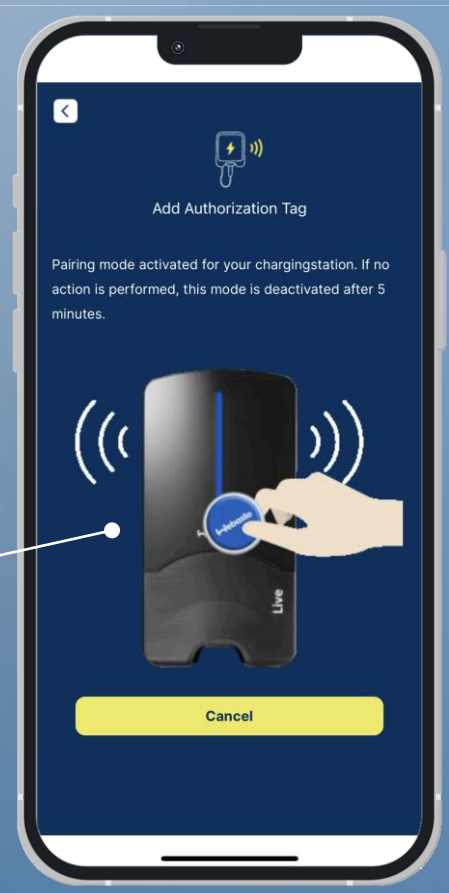 Add Authorization Tag
Pairing mode activated for your chargingstation. If no
action is performed, this mode is deactivated after 5
minutes.
Webasto
Live
Cancel